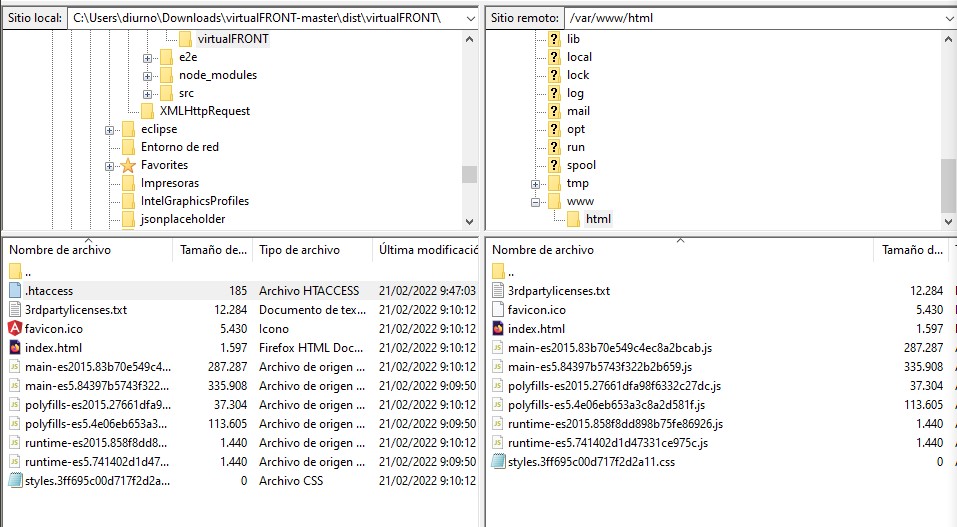 Sitio local: C:\Users\diurno\Downloads\virtualFRONT-master\dist\virtualFRONT\
virtualFRONT
e2e
node_modules
src
XMLHttpRequest
eclipse
Entorno de red
Favorites
Impresoras
IntelGraphicsProfiles
jsonplaceholder
Nombre de archivo Tamaño de... Tipo de archivo Última modificació
..
.htaccess 185 Archivo HTACCESS 21/02/2022 9:47:03
3rdpartylicenses.txt 12.284 Documento de tex... 21/02/2022 9:10:12
favicon.ico 5.430 Icono 21/02/2022 9:10:12
index.html 1.597 Firefox HTML Doc... 21/02/2022 9:10:12
main-es2015.83b70e549c4... 287.287 Archivo de origen ... 21/02/2022 9:10:12
main-es5.84397b5743f322... 335.908 Archivo de origen ... 21/02/2022 9:09:50
polyfills-es2015.27661dfa9... 37.304 Archivo de origen ... 21/02/2022 9:10:12
polyfills-es5.4e06eb653a3... 113.605 Archivo de origen ... 21/02/2022 9:09:50
runtime-es2015.858f8dd8... 1.440 Archivo de origen ... 21/02/2022 9:10:12
runtime-es5.741402d1d47... 1.440 Archivo de origen ... 21/02/2022 9:09:50
styles.3ff695c00d717f2d2a... 0 Archivo CSS 21/02/2022 9:10:12
Sitio remoto: /var/www/html
lib
local
lock
log
mail
opt
run
spool
tmp
www
html
Nombre de archivo Tamaño d...
..
3rdpartylicenses.txt 12.284
favicon.ico 5.430
index.html 1.597
main-es2015.83b70e549c4ec8a2bcab.js 287.287
main-es5.84397b5743f322b2b659.js 335.908
polyfills-es2015.27661dfa98f6332c27dc.js 37.304
polyfills-es5.4e06eb653a3c8a2d581f.js 113.605
runtime-es2015.858f8dd898b75fe86926.js 1.440
runtime-es5.741402d1d47331ce975c.js 1.440
styles.3ff695c00d717f2d2a11.css 0